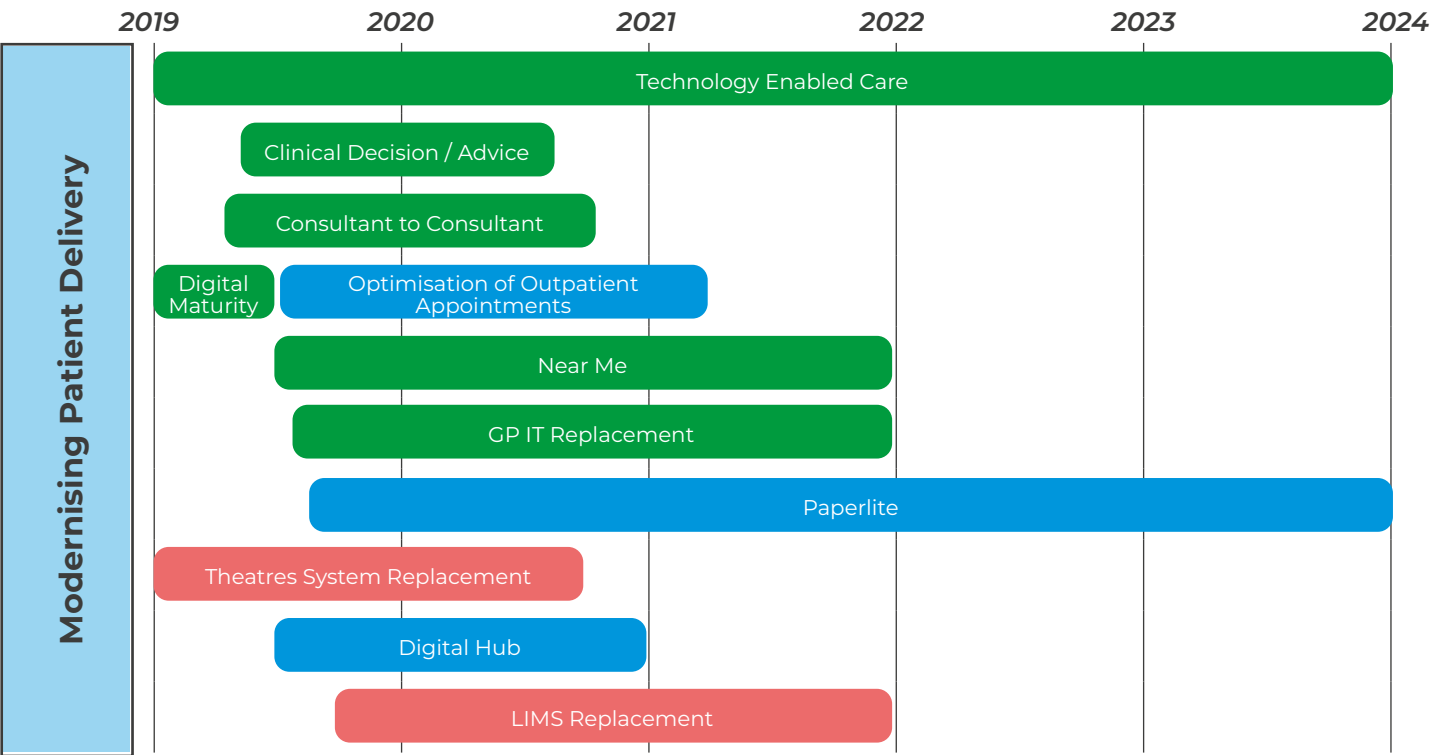 2019 2020 2021 2022 2023 2024
Modernising Patient Delivery
Technology Enabled Care
Clinical Decision / Advice
Consultant to Consultant
Digital
Maturity
Optimisation of Outpatient
Appointments
Near Me
GP IT Replacement
Paperlite
Theatres System Replacement
Digital Hub
LIMS Replacement